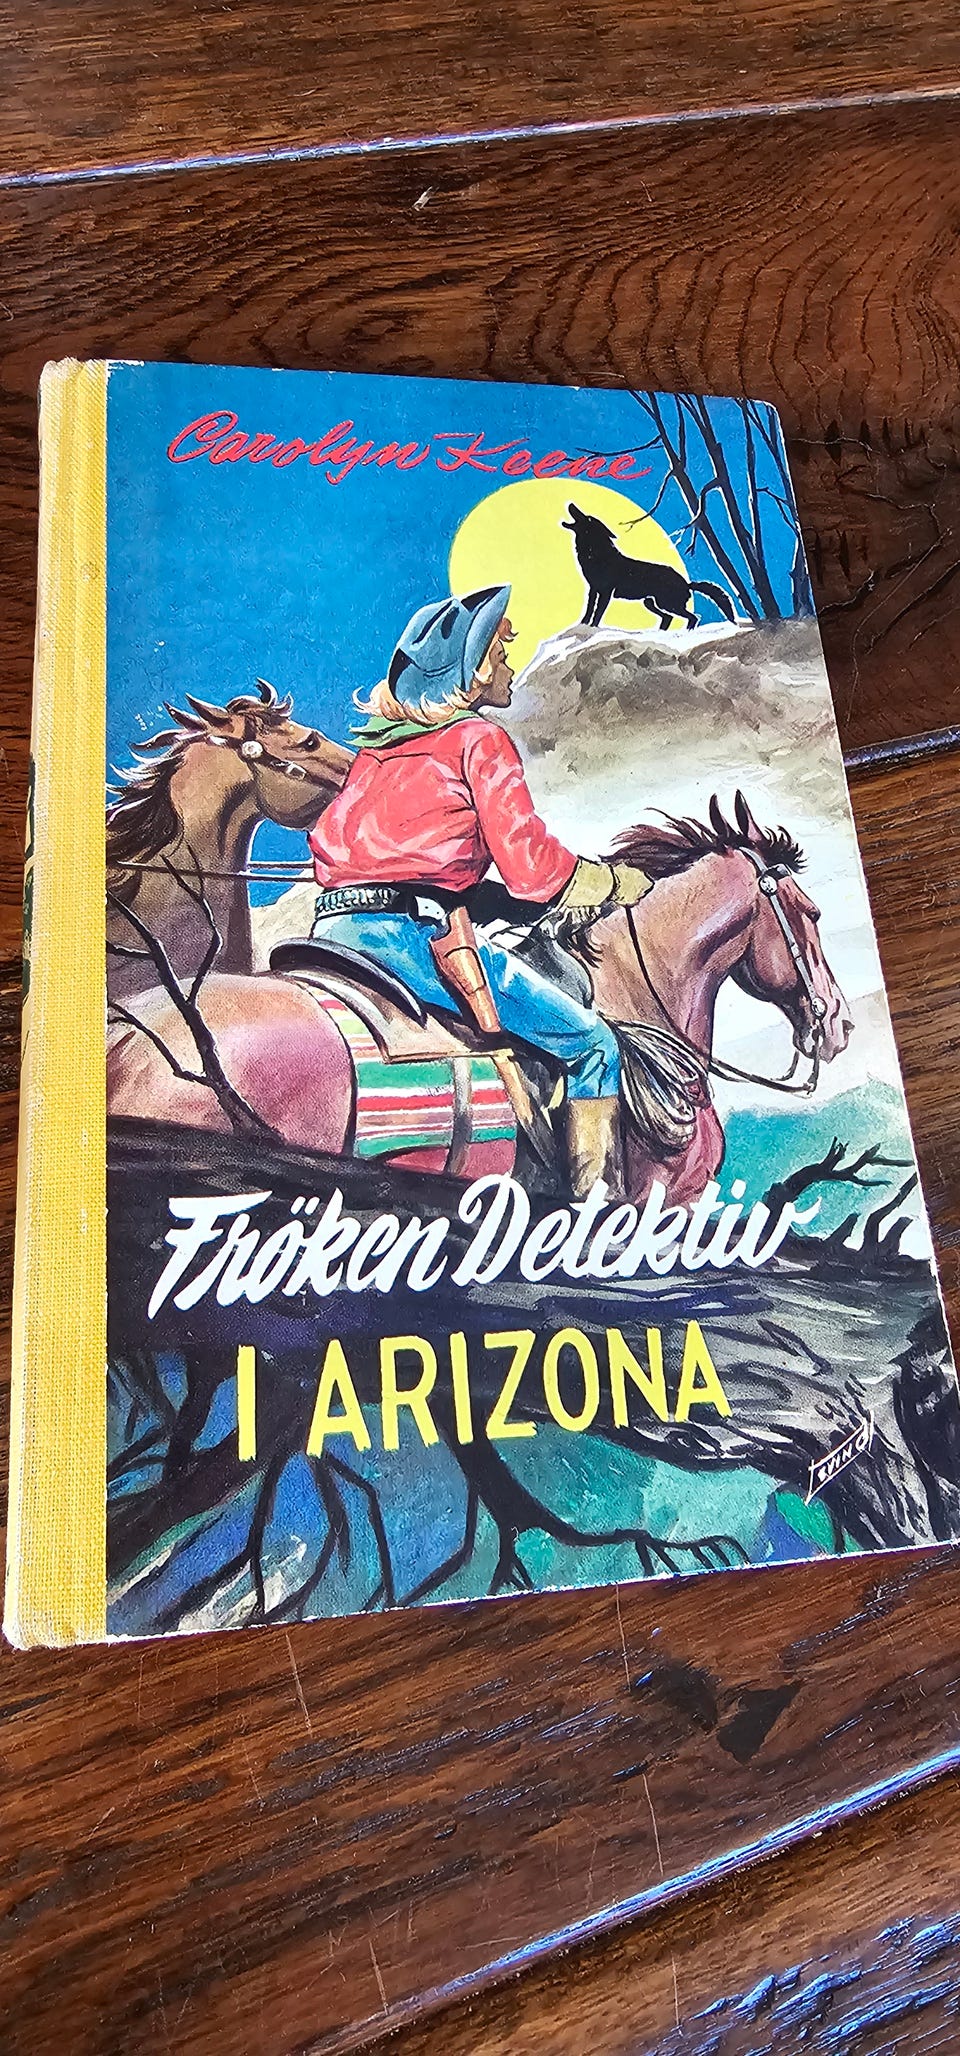 Carolyn Keene
Fröken Detektiv
I ARIZONA